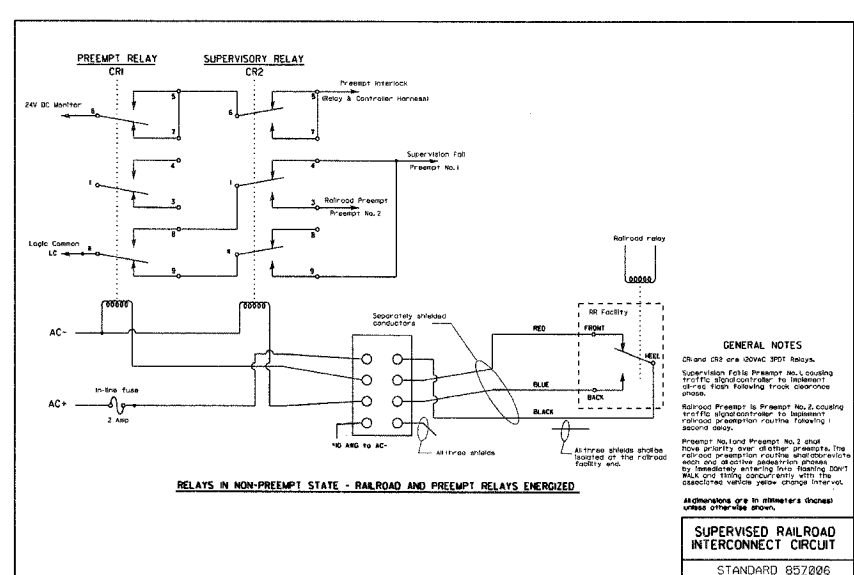 PREEMPT RELAY
CR1
SUPERVISORY RELAY
CR2
Preempt Interlock
(Relay & Controller Harness)
24V DC Monitor
6
5
7
6
5
7
Supervision Fail
Preempt No.1
1
4
3
1
4
3
Railroad Preempt
Preempt No.2
Logic Common
LC
8
9
8
9
Railroad relay
RR Facility
Separately shielded
conductors
RED
FRONT
HEEL
BLUE
BACK
BLACK
AC-
In-line fuse
AC+
2 Amp
AWG to AC-
All three shields
All three shields shall be
isolated at the railroad
facility end.
RELAYS IN NON-PREEMPT STATE - RAILROAD AND PREEMPT RELAYS ENERGIZED
GENERAL NOTES
CR1 and CR2 are 120VAC 3PDT Relays.
Supervision Fail is Preempt No. 1, causing
traffic signal controller to implement
all-red flash following track clearance
phase.
Railroad Preempt is Preempt No. 2, causing
traffic signal controller to implement
railroad preemption routine following 1
second delay.
Preempt No. 1 and Preempt No. 2 shall
have priority over all other preempts. The
railroad preemption routine shall abbreviate
each and all active pedestrian phases
by immediately entering into flashing DON'T
WALK and timing concurrently with the
associated vehicle yellow change interval.
All dimensions are in millimeters (inches)
unless otherwise shown.
SUPERVISED RAILROAD
INTERCONNECT CIRCUIT
STANDARD 857006